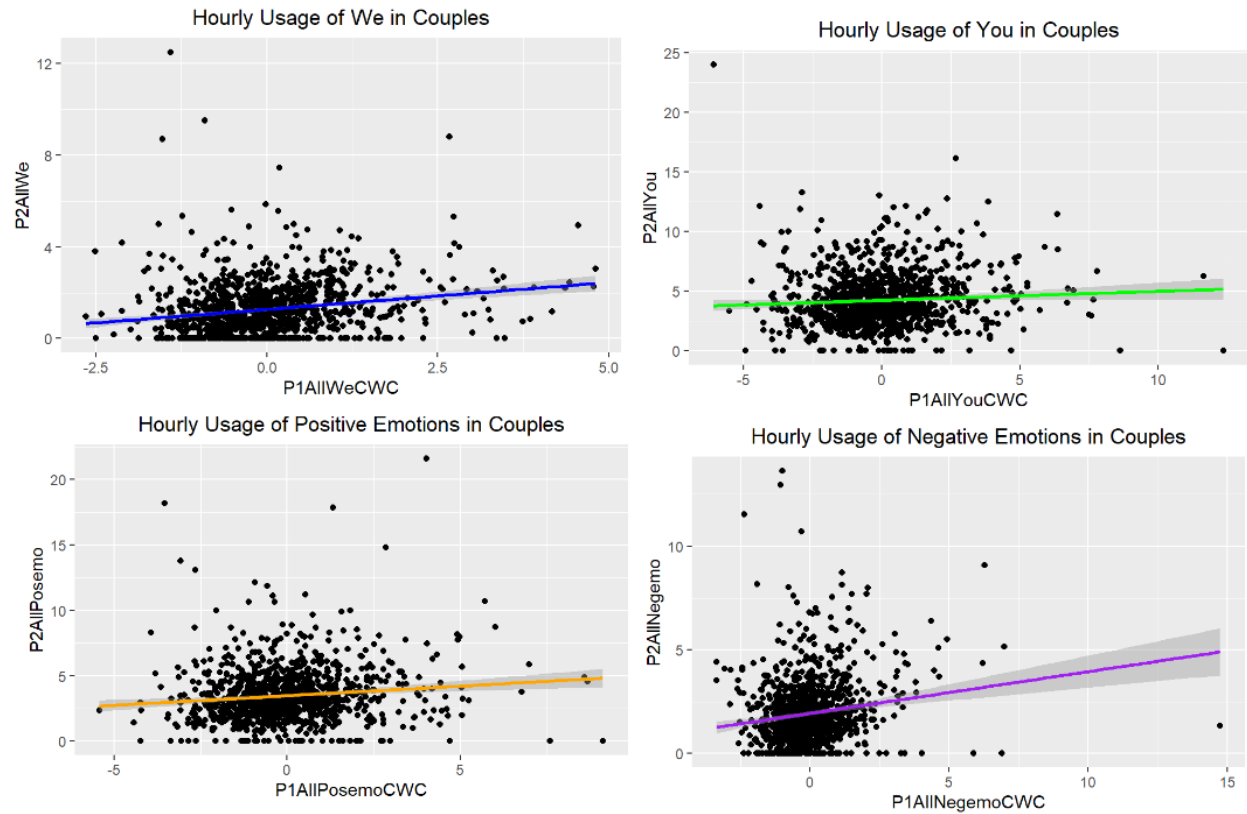 Hourly Usage of We in Couples
12
8
4
0
P2AllWe
-2.5
0.0
2.5
5.0
P1AllWeCWC
Hourly Usage of You in Couples
25
20
15
10
5
0
P2AllYou
-5
0
5
10
P1AllYouCWC
Hourly Usage of Positive Emotions in Couples
20
15
10
5
0
P2AllPosemo
-5
0
5
P1AllPosemoCWC
Hourly Usage of Negative Emotions in Couples
10
5
0
P2AllNegemo
0
5
10
15
P1AllNegemoCWC